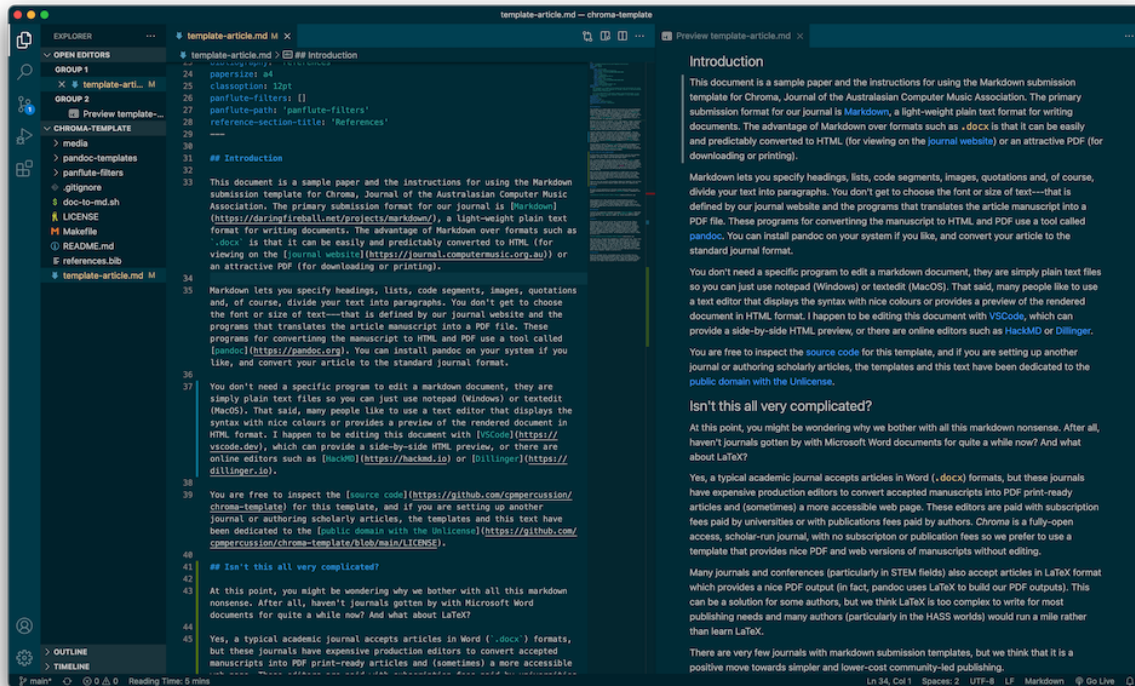 template-article.md — chroma-template
EXPLORER
OPEN EDITORS
GROUP 1
template-arti... M
GROUP 2
Preview template-...
CHROMA-TEMPLATE
media
pandoc-templates
panflute-filters
.gitignore
doc-to-md.sh
LICENSE
Makefile
README.md
references.bib
template-article.md M
OUTLINE
TIMELINE
template-article.md M
template-article.md > ## Introduction
24 papersize: a4
25 classoption: 12pt
26 panflute-filters: []
27 panflute-path: 'panflute-filters'
28 reference-section-title: 'References'
29 ---
30
31 ## Introduction
32
33 This document is a sample paper and the instructions for using the Markdown
submission template for Chroma, Journal of the Australasian Computer Music
Association. The primary submission format for our journal is [Markdown]
(https://daringfireball.net/projects/markdown/), a light-weight plain text
format for writing documents. The advantage of Markdown over formats such as
`.docx` is that it can be easily and predictably converted to HTML (for
viewing on the [journal website](https://journal.computermusic.org.au)) or
an attractive PDF (for downloading or printing).
34
35 Markdown lets you specify headings, lists, code segments, images, quotations
and, of course, divide your text into paragraphs. You don't get to choose
the font or size of text---that is defined by our journal website and the
programs that translates the article manuscript into a PDF file. These
programs for convertinng the manuscript to HTML and PDF use a tool called
[pandoc](https://pandoc.org). You can install pandoc on your system if you
like, and convert your article to the standard journal format.
36
37 You don't need a specific program to edit a markdown document, they are
simply plain text files so you can just use notepad (Windows) or textedit
(MacOS). That said, many people like to use a text editor that displays the
syntax with nice colours or provides a preview of the rendered document in
HTML format. I happen to be editing this document with [VSCode](https://
vscode.dev), which can provide a side-by-side HTML preview, or there are
online editors such as [HackMD](https://hackmd.io) or [Dillinger](https://
dillinger.io).
38
39 You are free to inspect the [source code](https://github.com/cpmpercussion/
chroma-template) for this template, and if you are setting up another
journal or authoring scholarly articles, the templates and this text have
been dedicated to the [public domain with the Unlicense](https://github.com/
cpmpercussion/chroma-template/blob/main/LICENSE).
40
41 ## Isn't this all very complicated?
42
43 At this point, you might be wondering why we bother with all this markdown
nonsense. After all, haven't journals gotten by with Microsoft Word
documents for quite a while now? And what about LaTeX?
44
45 Yes, a typical academic journal accepts articles in Word (`.docx`) formats,
but these journals have expensive production editors to convert accepted
manuscripts into PDF print-ready articles and (sometimes) a more accessible
Preview template-article.md
Introduction
This document is a sample paper and the instructions for using the Markdown submission
template for Chroma, Journal of the Australasian Computer Music Association. The primary
submission format for our journal is Markdown, a light-weight plain text format for writing
documents. The advantage of Markdown over formats such as .docx is that it can be easily
and predictably converted to HTML (for viewing on the journal website) or an attractive PDF (for
downloading or printing).
Markdown lets you specify headings, lists, code segments, images, quotations and, of course,
divide your text into paragraphs. You don't get to choose the font or size of text---that is
defined by our journal website and the programs that translates the article manuscript into a
PDF file. These programs for convertinng the manuscript to HTML and PDF use a tool called
pandoc. You can install pandoc on your system if you like, and convert your article to the
standard journal format.
You don't need a specific program to edit a markdown document, they are simply plain text files
so you can just use notepad (Windows) or textedit (MacOS). That said, many people like to use
a text editor that displays the syntax with nice colours or provides a preview of the rendered
document in HTML format. I happen to be editing this document with VSCode, which can
provide a side-by-side HTML preview, or there are online editors such as HackMD or Dillinger.
You are free to inspect the source code for this template, and if you are setting up another
journal or authoring scholarly articles, the templates and this text have been dedicated to the
public domain with the Unlicense.
Isn't this all very complicated?
At this point, you might be wondering why we bother with all this markdown nonsense. After all,
haven't journals gotten by with Microsoft Word documents for quite a while now? And what
about LaTeX?
Yes, a typical academic journal accepts articles in Word (.docx) formats, but these journals
have expensive production editors to convert accepted manuscripts into PDF print-ready
articles and (sometimes) a more accessible web page. These editors are paid with subscription
fees paid by universities or with publications fees paid by authors. Chroma is a fully-open
access, scholar-run journal, with no subscripton or publication fees so we prefer to use a
template that provides nice PDF and web versions of manuscripts without editing.
Many journals and conferences (particularly in STEM fields) also accept articles in LaTeX format
which provides a nice PDF output (in fact, pandoc uses LaTeX to build our PDF outputs). This
can be a solution for some authors, but we think LaTeX is too complex to write for most
publishing needs and many authors (particularly in the HASS worlds) would run a mile rather
than learn LaTeX.
There are very few journals with markdown submission templates, but we think that it is a
positive move towards simpler and lower-cost community-led publishing.
main* 0 0 Reading Time: 5 mins
Ln 34, Col 1 Spaces: 2 UTF-8 LF Markdown Go Live